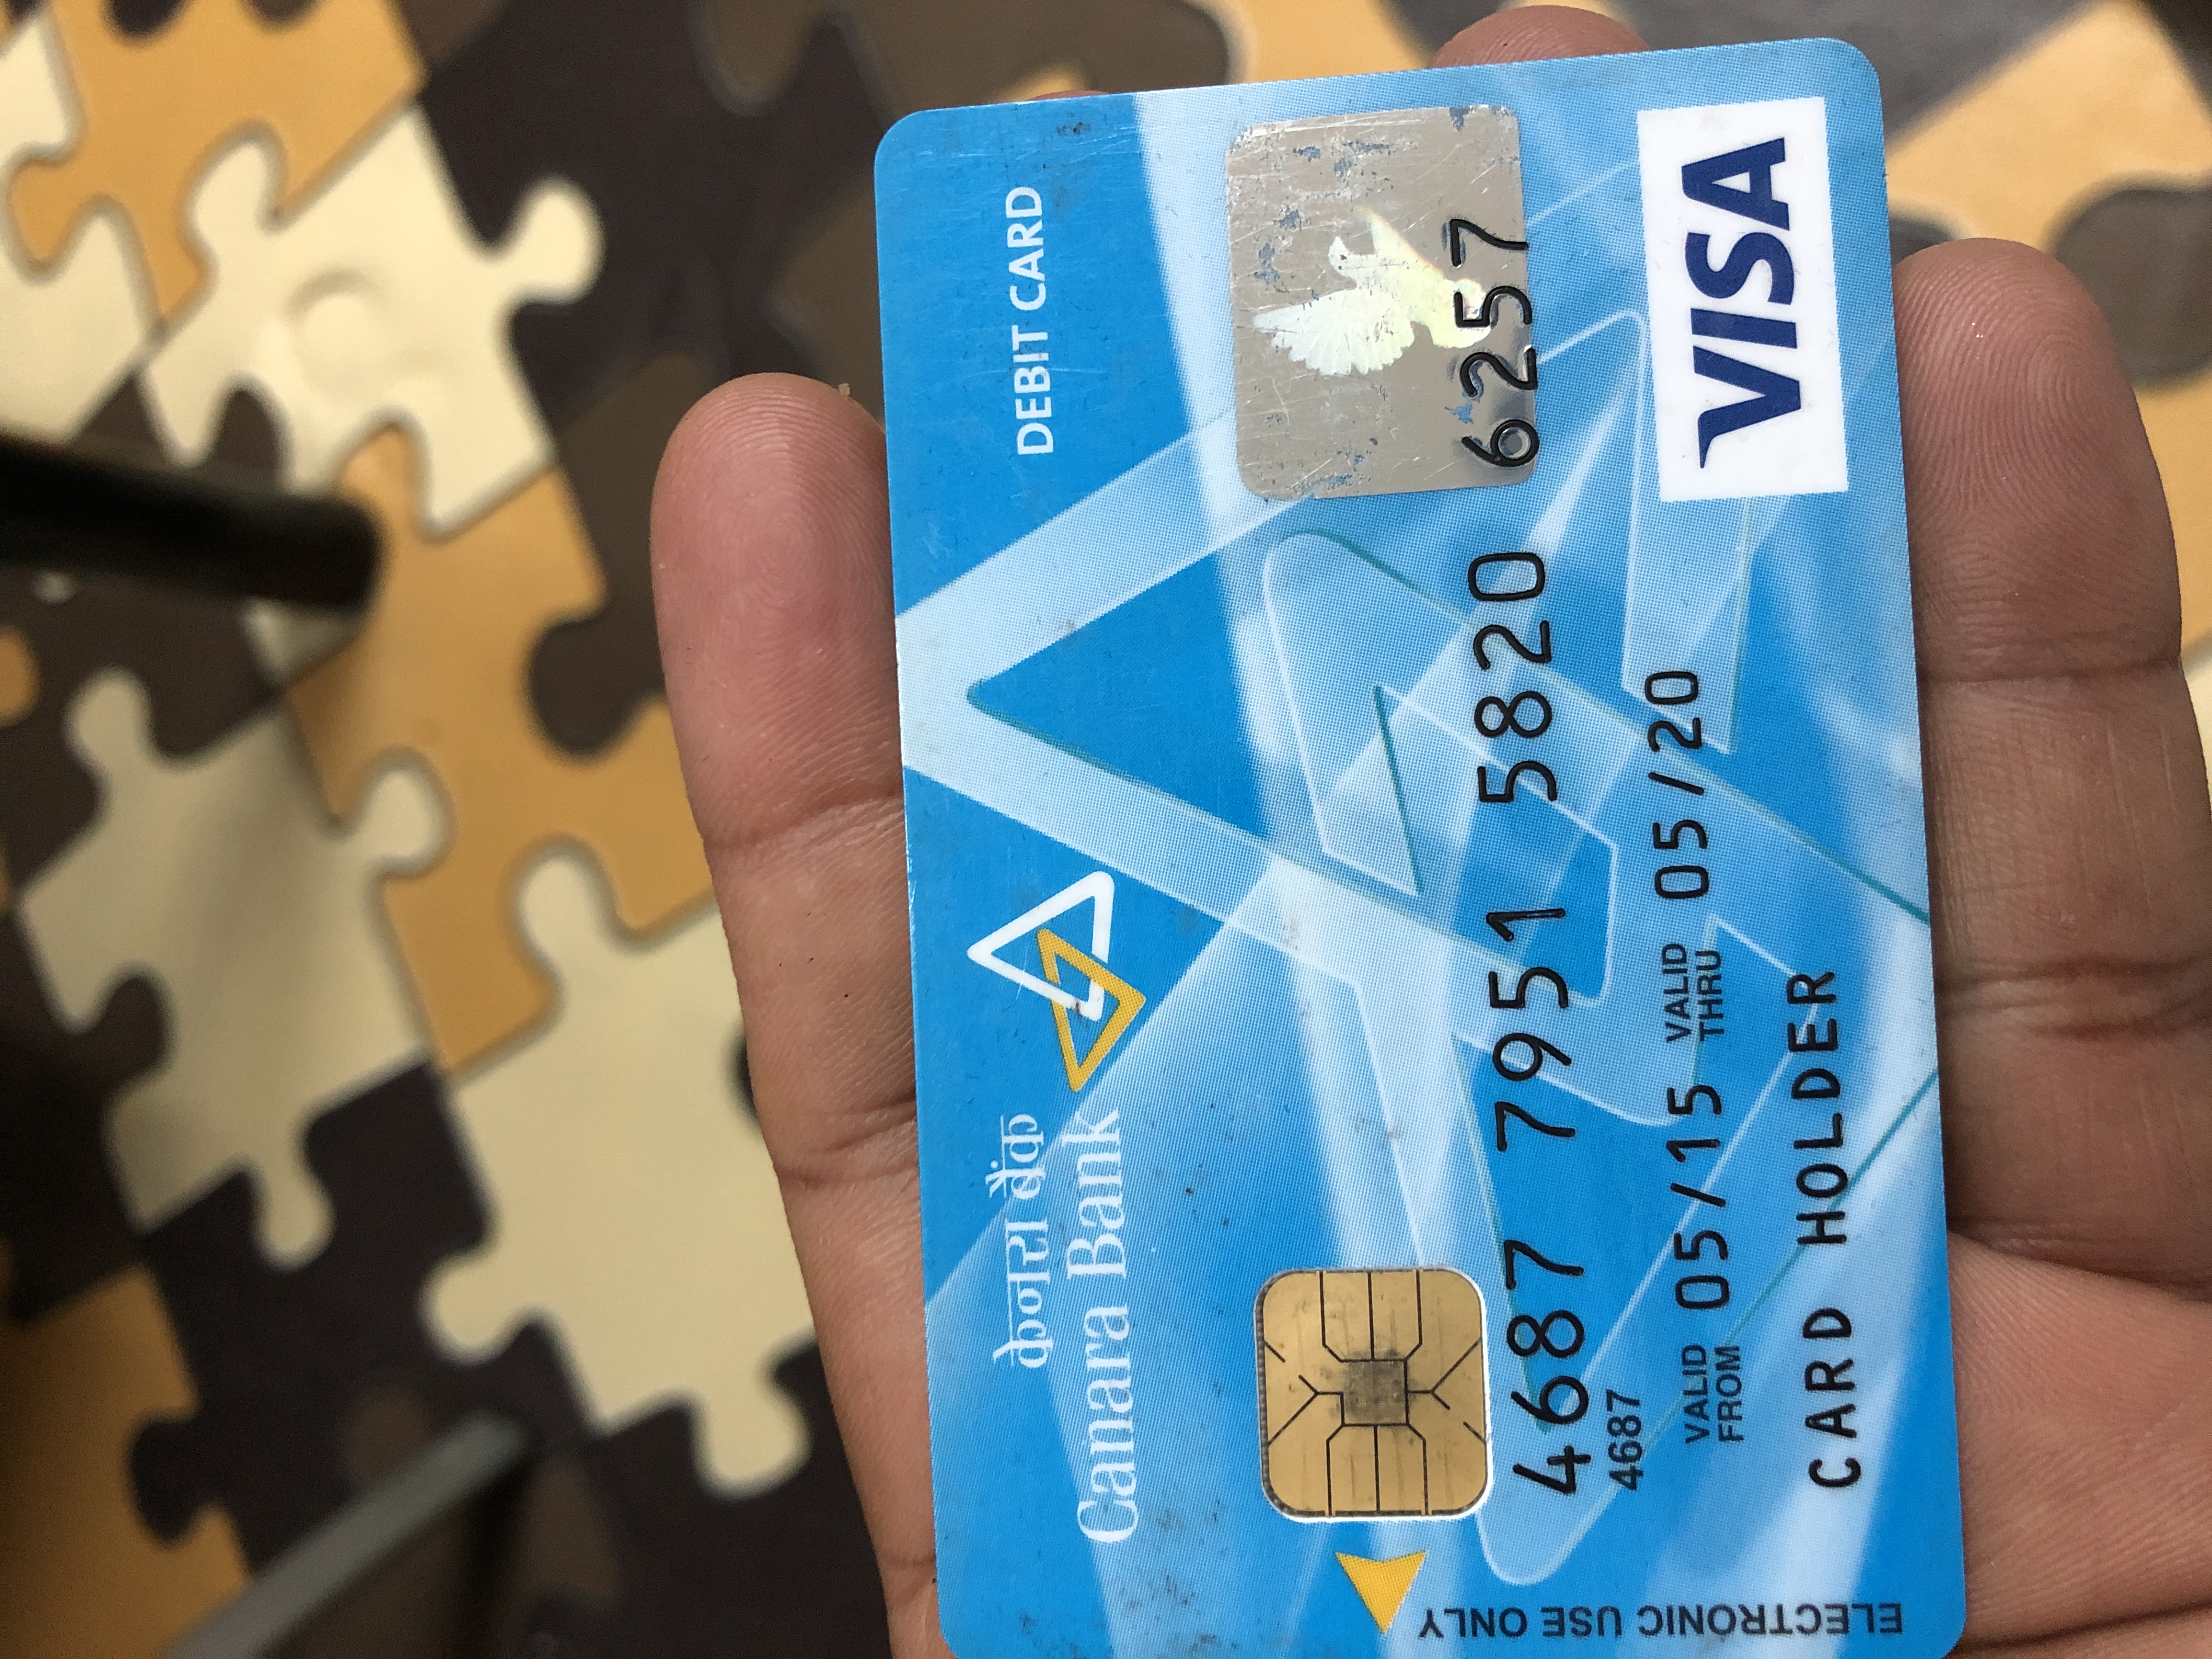 केनरा बैंक
Canara Bank
DEBIT CARD
ELECTRONIC USE ONLY
4687 7951 5820 6257
4687
VALID FROM 05/15 VALID THRU 05/20
CARD HOLDER
VISA